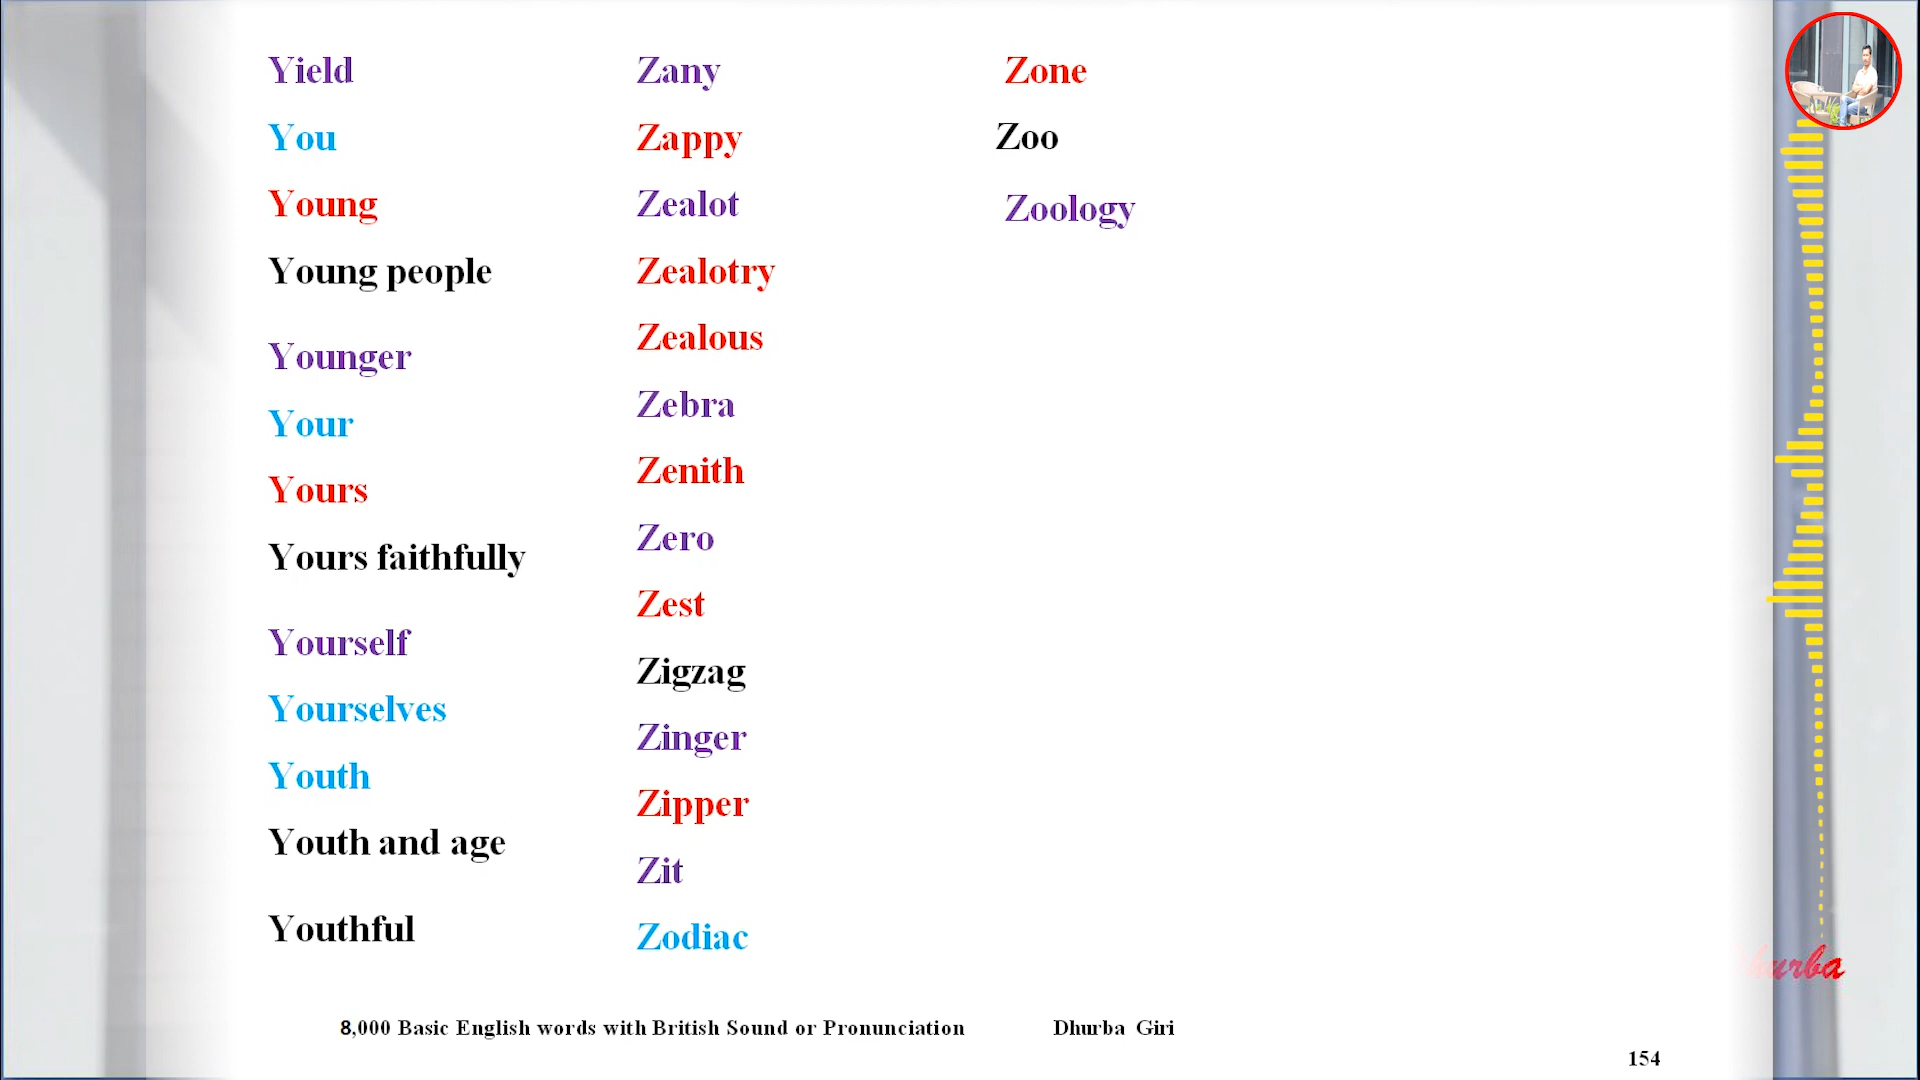 Yield
You
Young
Young people
Younger
Your
Yours
Yours faithfully
Yourself
Yourselves
Youth
Youth and age
Youthful
Zany
Zappy
Zealot
Zealotry
Zealous
Zebra
Zenith
Zero
Zest
Zigzag
Zinger
Zipper
Zit
Zodiac
Zone
Zoo
Zoology
8,000 Basic English words with British Sound or Pronunciation Dhurba Giri
154